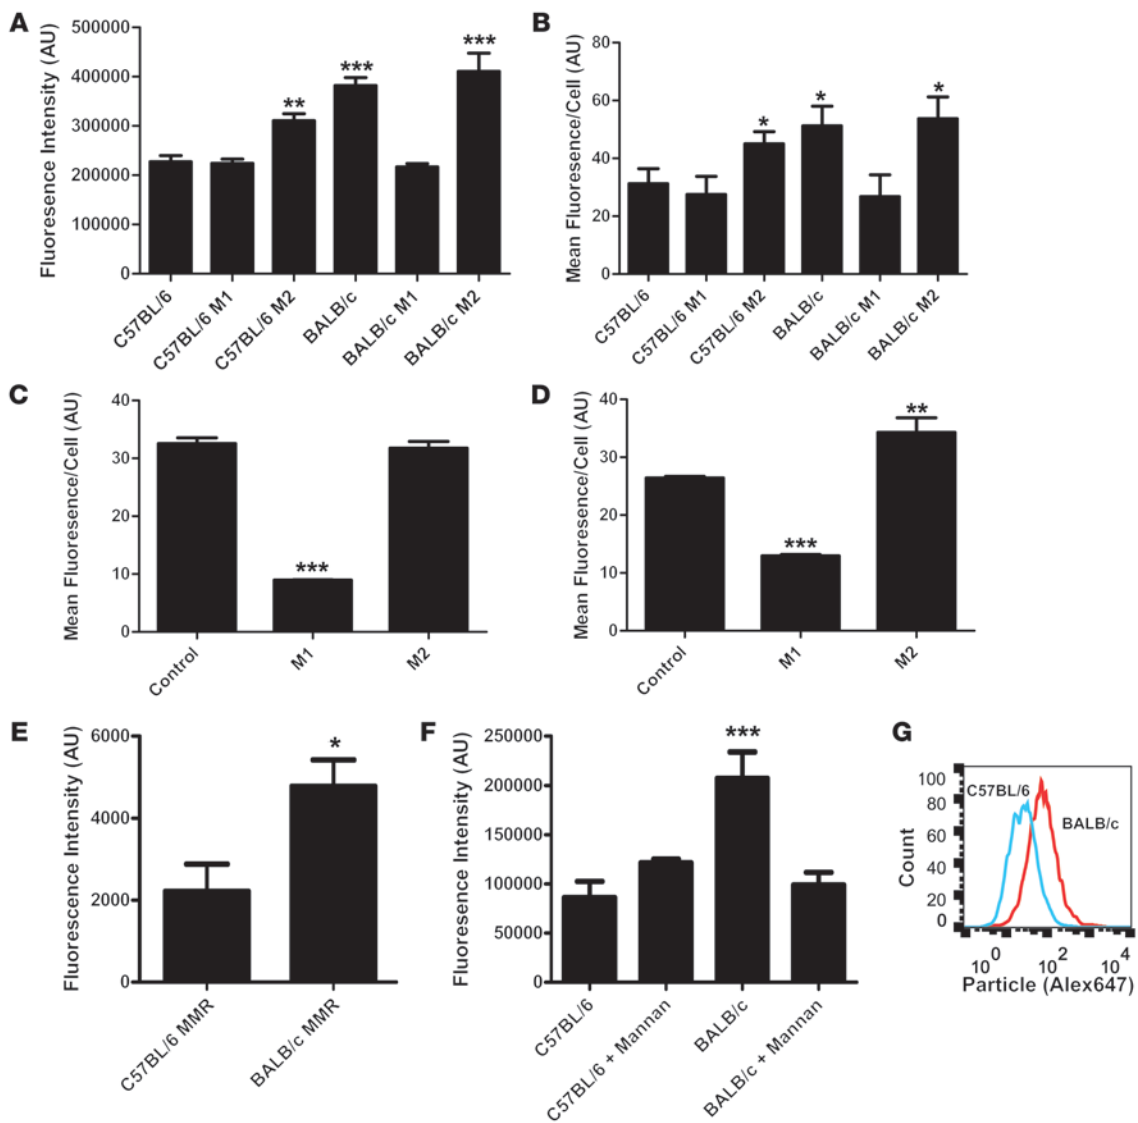 A
Fluoresence Intensity (AU)
500000
400000
300000
200000
100000
0
**
***
***
C57BL/6
C57BL/6 M1
C57BL/6 M2
BALB/c
BALB/c M1
BALB/c M2
B
Mean Fluoresence/Cell (AU)
80
60
40
20
0
*
*
*
C57BL/6
C57BL/6 M1
C57BL/6 M2
BALB/c
BALB/c M1
BALB/c M2
C
Mean Fluoresence/Cell (AU)
40
30
20
10
0
***
Control
M1
M2
D
Mean Fluoresence/Cell (AU)
40
30
20
10
0
***
**
Control
M1
M2
E
Fluorescence Intensity (AU)
6000
4000
2000
0
*
C57BL/6 MMR
BALB/c MMR
F
Fluoresence Intensity (AU)
250000
200000
150000
100000
50000
0
***
C57BL/6
C57BL/6 + Mannan
BALB/c
BALB/c + Mannan
G
Count
100
80
60
40
20
0
C57BL/6
BALB/c
10^0
10^2
10^4
Particle (Alex647)